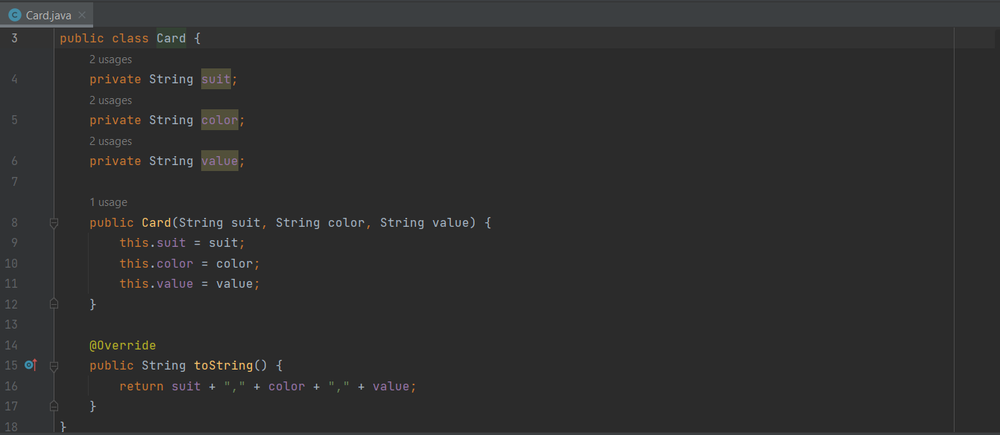 C Card.java
3 public class Card {
2 usages
4 private String suit;
2 usages
5 private String color;
2 usages
6 private String value;
7
1 usage
8 public Card(String suit, String color, String value) {
9 this.suit = suit;
10 this.color = color;
11 this.value = value;
12 }
13
14 @Override
15 public String toString() {
16 return suit + "," + color + "," + value;
17 }
18 }